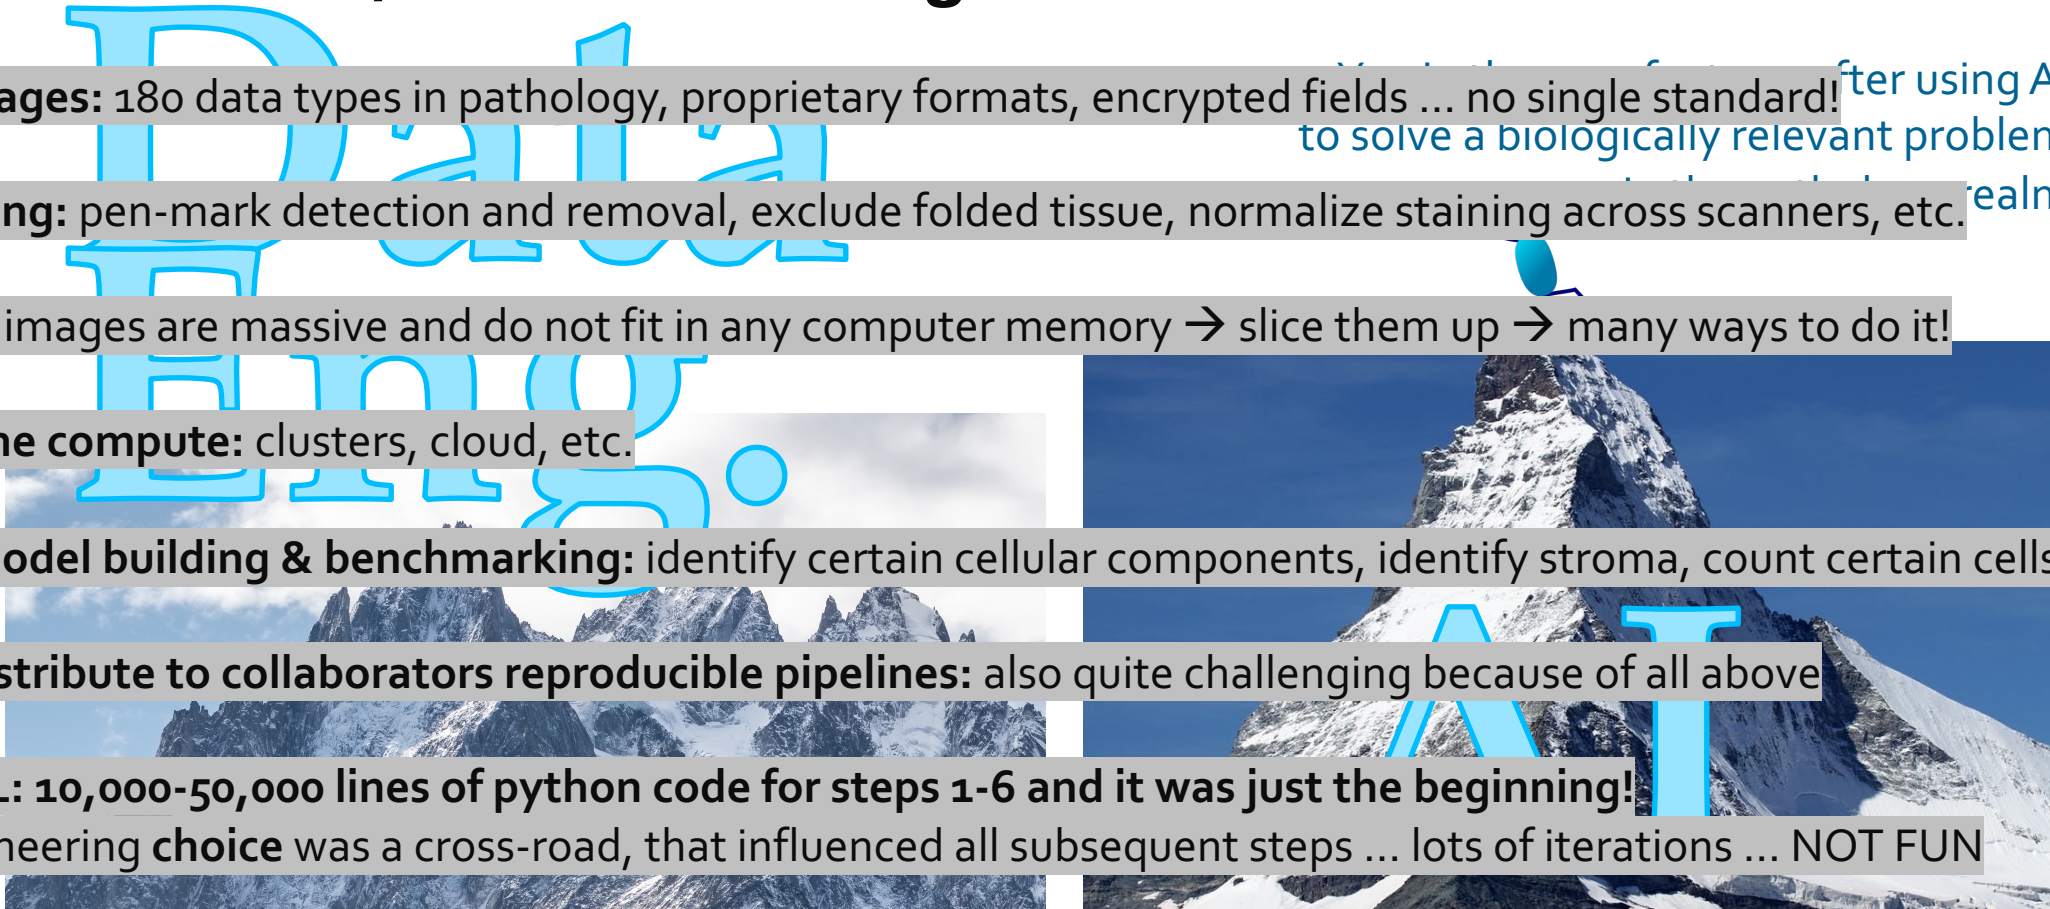 Data
Eng.
fter using A
ages: 180 data types in pathology, proprietary formats, encrypted fields ... no single standard!
to solve a biologically relevant problem
ng: pen-mark detection and removal, exclude folded tissue, normalize staining across scanners, etc.
realm
images are massive and do not fit in any computer memory → slice them up → many ways to do it!
ne compute: clusters, cloud, etc.
odel building & benchmarking: identify certain cellular components, identify stroma, count certain cells
AI
stribute to collaborators reproducible pipelines: also quite challenging because of all above
L: 10,000-50,000 lines of python code for steps 1-6 and it was just the beginning!
neering choice was a cross-road, that influenced all subsequent steps ... lots of iterations ... NOT FUN